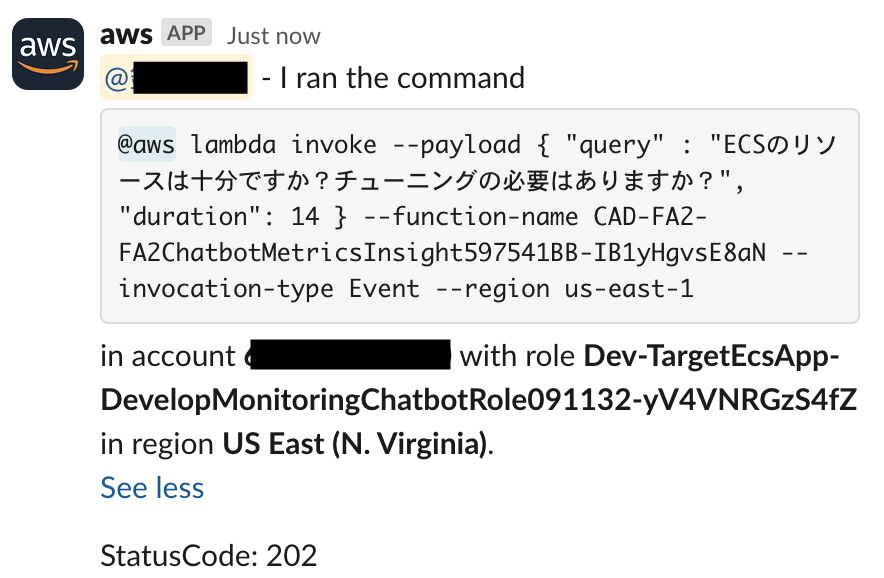 aws
aws APP Just now
@ - I ran the command
@aws lambda invoke --payload { "query" : "ECSのリソ
ースは十分ですか？チューニングの必要はありますか？",
"duration": 14 } --function-name CAD-FA2-
FA2ChatbotMetricsInsight597541BB-IB1yHgvsE8aN --
invocation-type Event --region us-east-1
in account with role Dev-TargetEcsApp-
DevelopMonitoringChatbotRole091132-yV4VNRGzS4fZ
in region US East (N. Virginia).
See less
StatusCode: 202